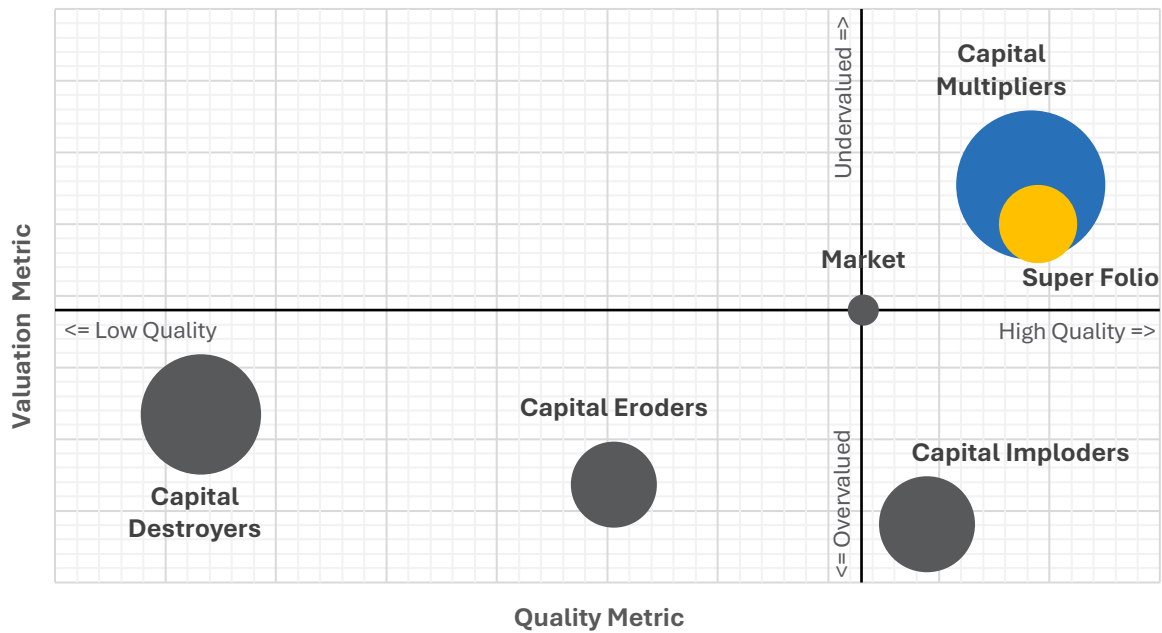 Capital
Multipliers
Undervalued =>
Market
Super Folio
<= Low Quality
High Quality =>
Valuation  Metric
Capital Eroders
Capital Imploders
<= Overvalued
Capital
Destroyers
Quality Metric